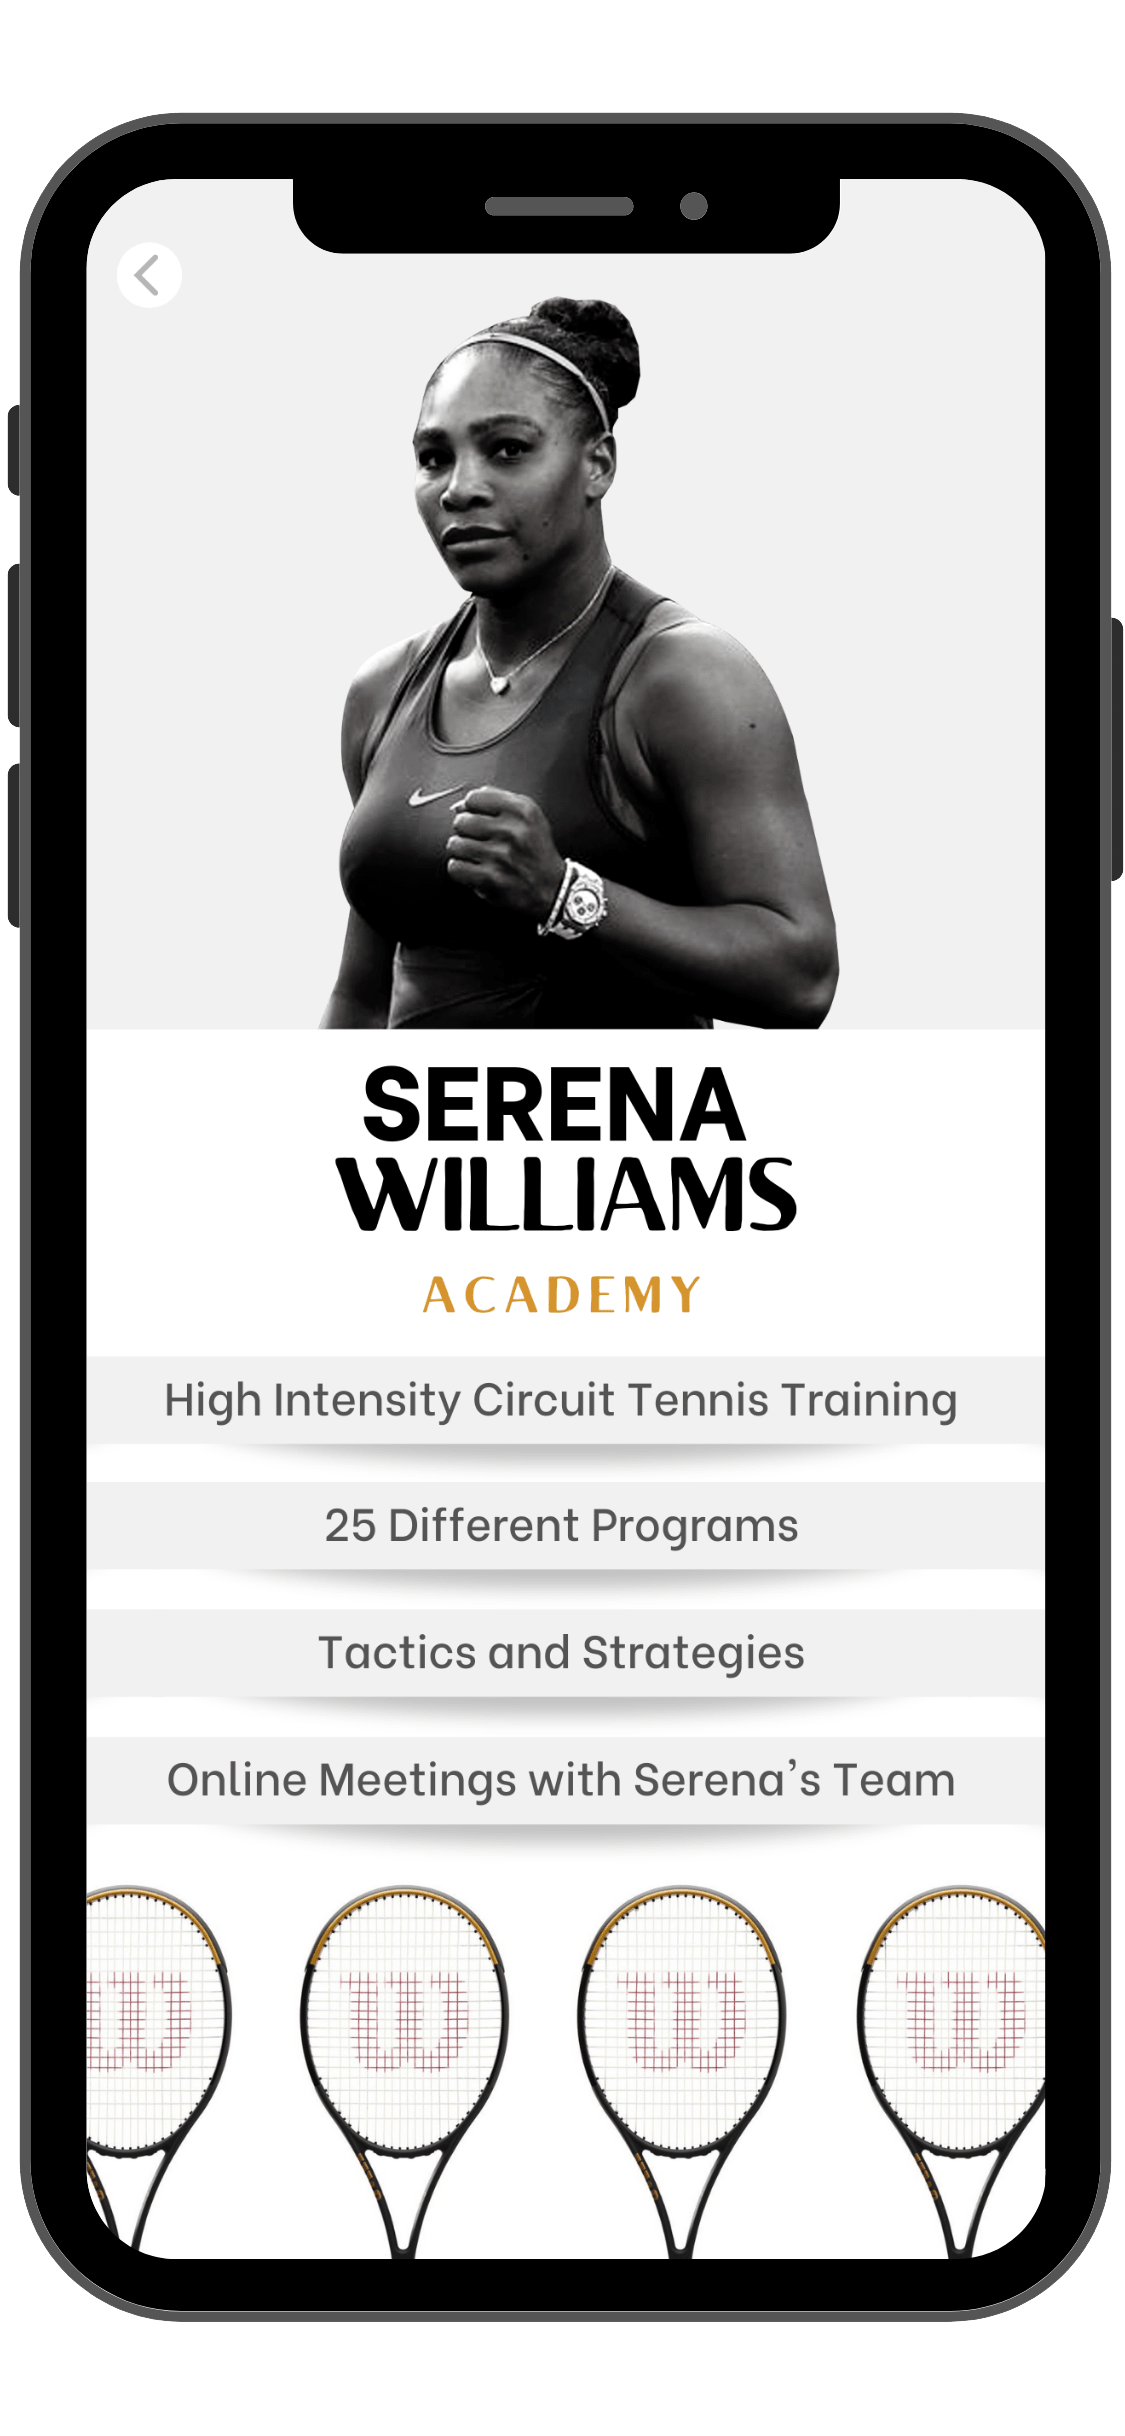 SERENA
WILLIAMS
ACADEMY
High Intensity Circuit Tennis Training
25 Different Programs
Tactics and Strategies
Online Meetings with Serena's Team
W W W W